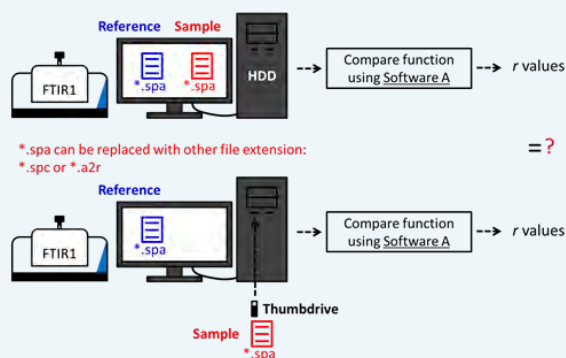 Reference Sample
*.spa *.spa
HDD
FTIR1
Compare function
using Software A
r values
*.spa can be replaced with other file extension:
*.spc or *.a2r
=?
Reference
*.spa
FTIR1
Compare function
using Software A
r values
Thumbdrive
Sample
*.spa